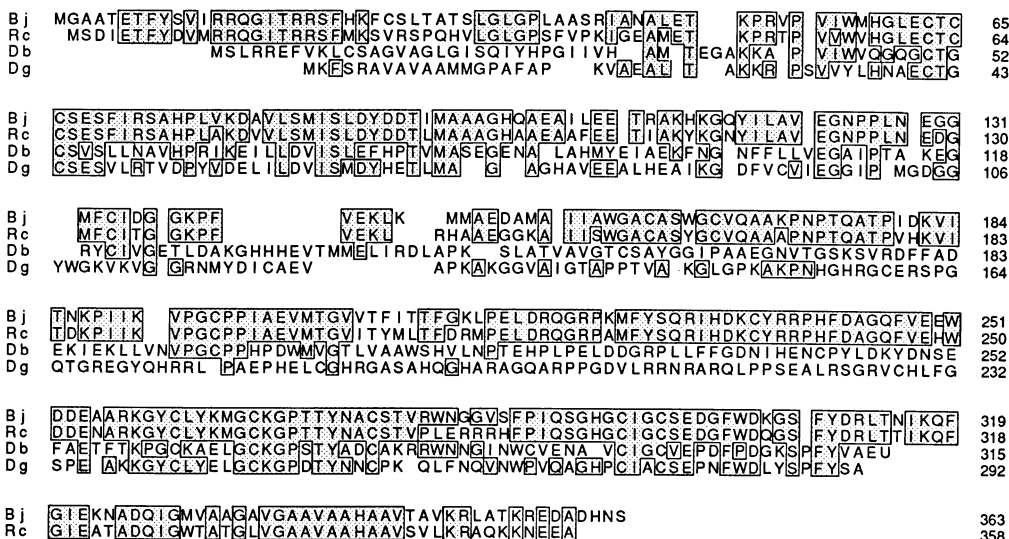 Bj MGAATETFYSVIRRQGITRRSFHKFCSLTATSLGLGPLAASRIANALET KPRVP VIWMHGLECTC 65
Rc MSDIETFYDVMRRQGITRRSFMKSVRSPQHVLGLGPSFVPKIGEAMET KPRTP VVWVHGLECTC 64
Db MSLRREFVKLCSAGVAGLGISQIYHPGIIVH AM TEGAKKA P VIWVQGQGCTG 52
Dg MKFSRAVAVAAMMGPAFAP KVAEALT AKKR PSVVYLHNAECTG 43
Bj CSESFIRSAHPLVKDAVLSMISLDYDDTIMAAAGHQAEAILEE TRAKHKGQYILAV EGNPPLN EGG 131
Rc CSESFIRSAHPLAKDVVLSMISLDYDDTLMAAAGHAAEAAFEE TIAKYKGNYILAV EGNPPLN EDG 130
Db CSVSLLNAVHPRIKEILLDVISLEFHPTVMASEGENA LAHMYEIAEKFNG NFFLLVEGAIPTA KEG 118
Dg CSESVLRTVDPYVDELILDVISMDYHETLMA G AGHAVEEALHEAIKG DFVCVIEGGIP MGDGG 106
Bj MFCIDG GKPF VEKLK MMAEDAMA IIAWGACASWGCVQAAKPNPTQATPIDKVI 184
Rc MFCITG GKPF VEKL RHAAEGGKA IISWGACASYGCVQAAAPNPTQATPVHKVI 183
Db RYCIVGETLDAKGHHHEVTMMELIRDLAPK SLATVAVGTCSAYGGIPAAEGNVTGSKSVRDFFAD 183
Dg YWGKVKVG GRNMYDICAEV APKAKGGVAIGTAPPTVA KGLGPKAKPNHGHRGCERSPG 164
Bj TNKPIIK VPGCPPIAEVMTGVVTFITTFGKLPELDRQGRPKMFYSQRIHDKCYRRPHFDAGQFVEEW 251
Rc TDKPIIK VPGCPPIAEVMTGVITYMLTFDRMPELDRQGRPAMFYSQRIHDKCYRRPHFDAGQFVEHW 250
Db EKIEKLLVNVPGCPPHPDWMVGTLVAAWSHVLNPTEHPLPELDDGRPLLFFGDNIHENCPYLDKYDNSE 252
Dg QTGREGYQHRRL PAEPHELCGHRGASAHQGHARAGQARPPGDVLRRNRARQLPPSEALRSGRVCHLFG 232
Bj DDEAARKGYCLYKMGCKGPTTYNACSTVRWNGGVSFPIQSGHGCIGCSEDGFWDKGS FYDRLTNIKQF 319
Rc DDENARKGYCLYKMGCKGPTTYNACSTVPLERRRHFPIQSGHGCIGCSEDGFWDQGS FYDRLTTIKQF 318
Db FAETFTKPGCKAELGCKGPSTYADCAKRRWNNGINWCVENA VCIGCVEPDFPDGKSPFYVAEU 315
Dg SPE AKKGYCLYELGCKGPDTYNNCPK QLFNQVNWPVQAGHPCIACSEPNFWDLYSPFYSA 292
Bj GIEKNADQIGMVAAGAVGAAVAAHAAVTAVKRLATKREDADHNS 363
Rc GIEATADQIGWTATGLVGAAVAAHAAVSVLKRAQKKNEEA 358